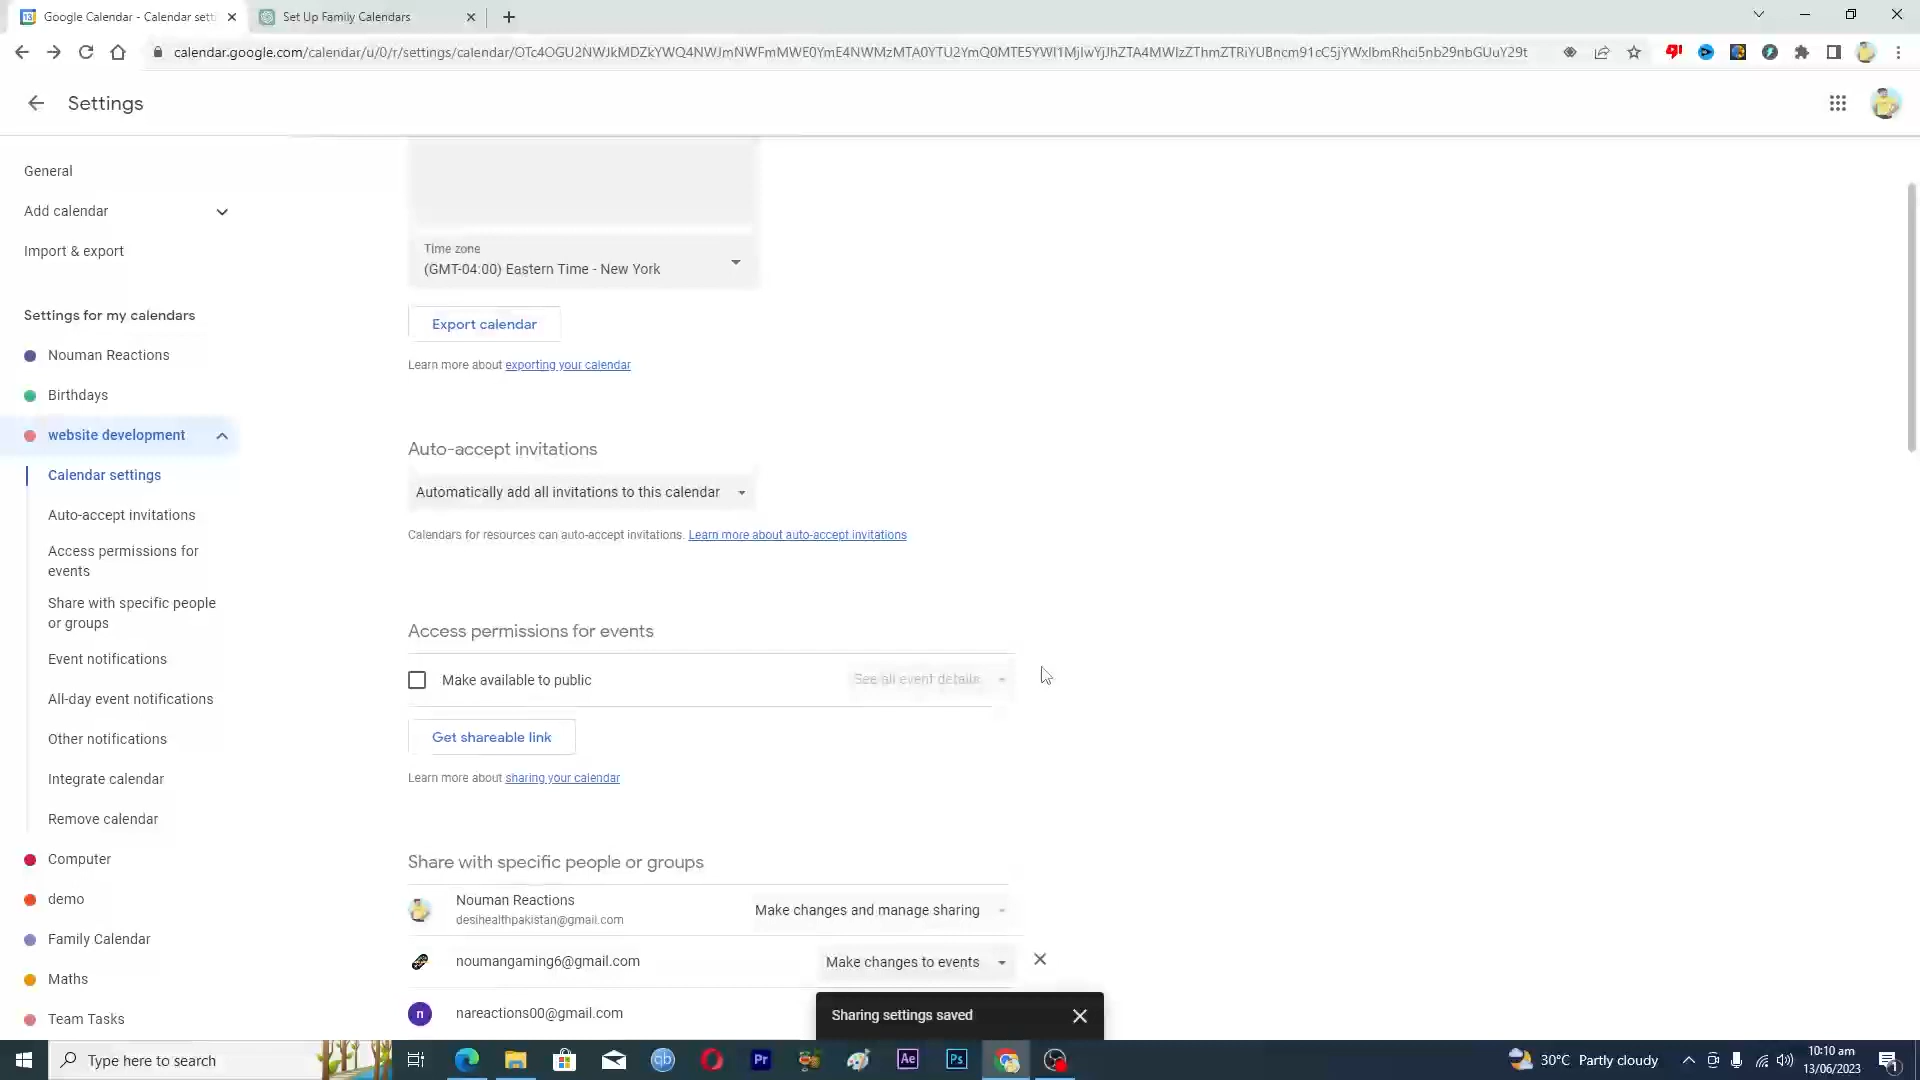 Google Calendar - Calendar setti
Set Up Family Calendars
Settings
General
Add calendar
Import & export
Settings for my calendars
Nouman Reactions
Birthdays
website development
Calendar settings
Auto-accept invitations
Access permissions for
events
Share with specific people
or groups
Event notifications
All-day event notifications
Other notifications
Integrate calendar
Remove calendar
Computer
demo
Family Calendar
Maths
Team Tasks
Time zone
(GMT-04:00) Eastern Time - New York
Export calendar
Learn more about exporting your calendar
Auto-accept invitations
Automatically add all invitations to this calendar
Calendars for resources can auto-accept invitations. Learn more about auto-accept invitations
Access permissions for events
Make available to public
See all event details
Get shareable link
Learn more about sharing your calendar
Share with specific people or groups
Nouman Reactions
desihealthpakistan@gmail.com
Make changes and manage sharing
noumangaming6@gmail.com
Make changes to events
n
nareactions00@gmail.com
Sharing settings saved
Type here to search
qb
Pr
Ae
Ps
30°C Partly cloudy
10:10 am
13/06/2023
1